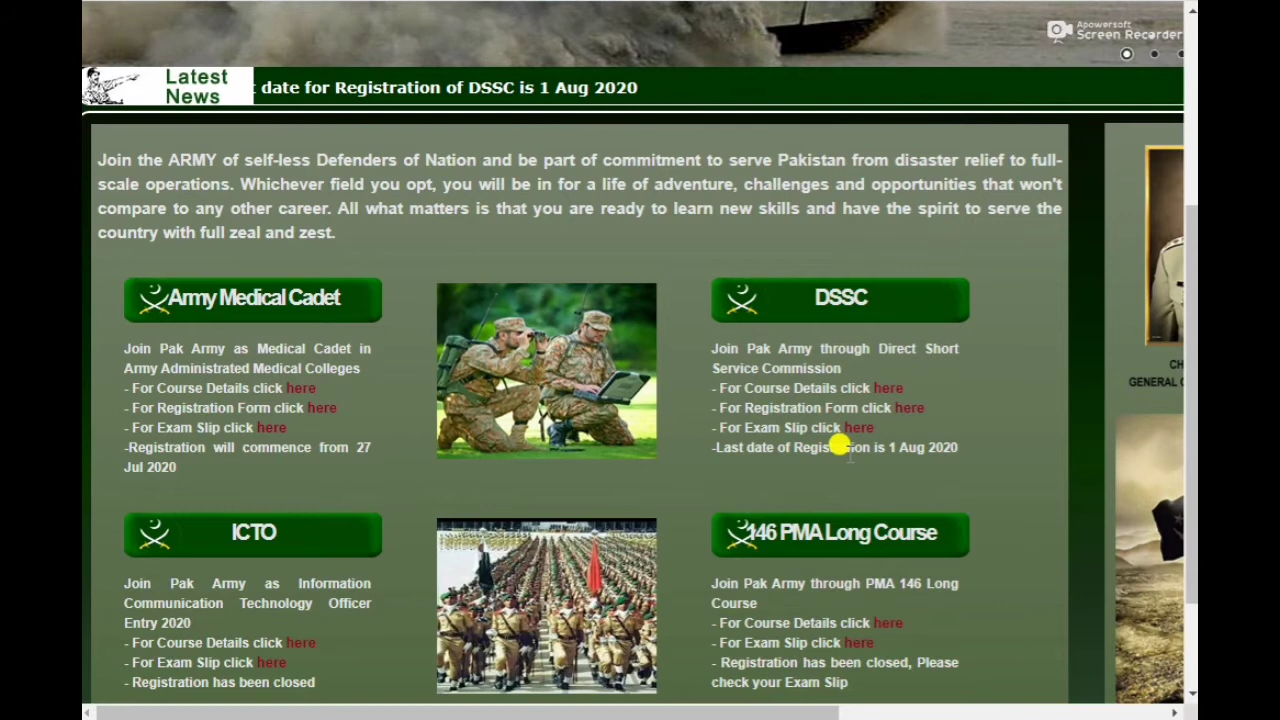 Apowersoft
Screen Recorder
Latest
News
date for Registration of DSSC is 1 Aug 2020
Join the ARMY of self-less Defenders of Nation and be part of commitment to serve Pakistan from disaster relief to full-
scale operations. Whichever field you opt, you will be in for a life of adventure, challenges and opportunities that won't
compare to any other career. All what matters is that you are ready to learn new skills and have the spirit to serve the
country with full zeal and zest.
Army Medical Cadet
Join Pak Army as Medical Cadet in
Army Administrated Medical Colleges
- For Course Details click here
- For Registration Form click here
- For Exam Slip click here
-Registration will commence from 27
Jul 2020
DSSC
Join Pak Army through Direct Short
Service Commission
- For Course Details click here
- For Registration Form click here
- For Exam Slip click here
-Last date of Registration is 1 Aug 2020
CH
GENERAL
ICTO
Join Pak Army as Information
Communication Technology Officer
Entry 2020
- For Course Details click here
- For Exam Slip click here
- Registration has been closed
146 PMA Long Course
Join Pak Army through PMA 146 Long
Course
- For Course Details click here
- For Exam Slip click here
- Registration has been closed, Please
check your Exam Slip